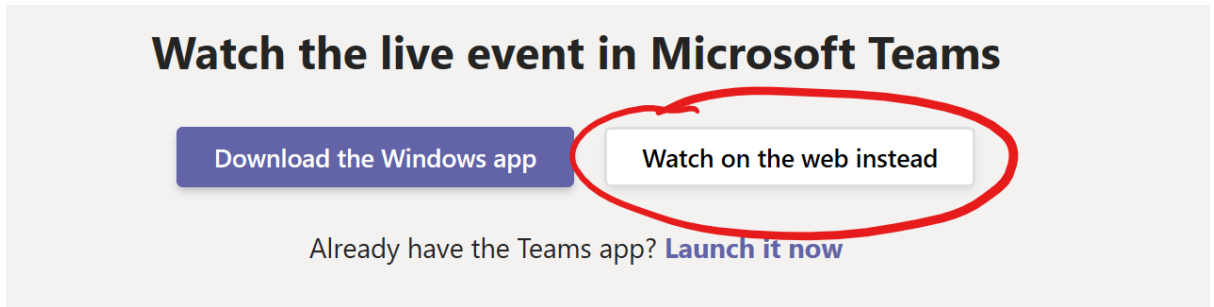 Watch the live event in Microsoft Teams
Download the Windows app
Watch on the web instead
Already have the Teams app? Launch it now